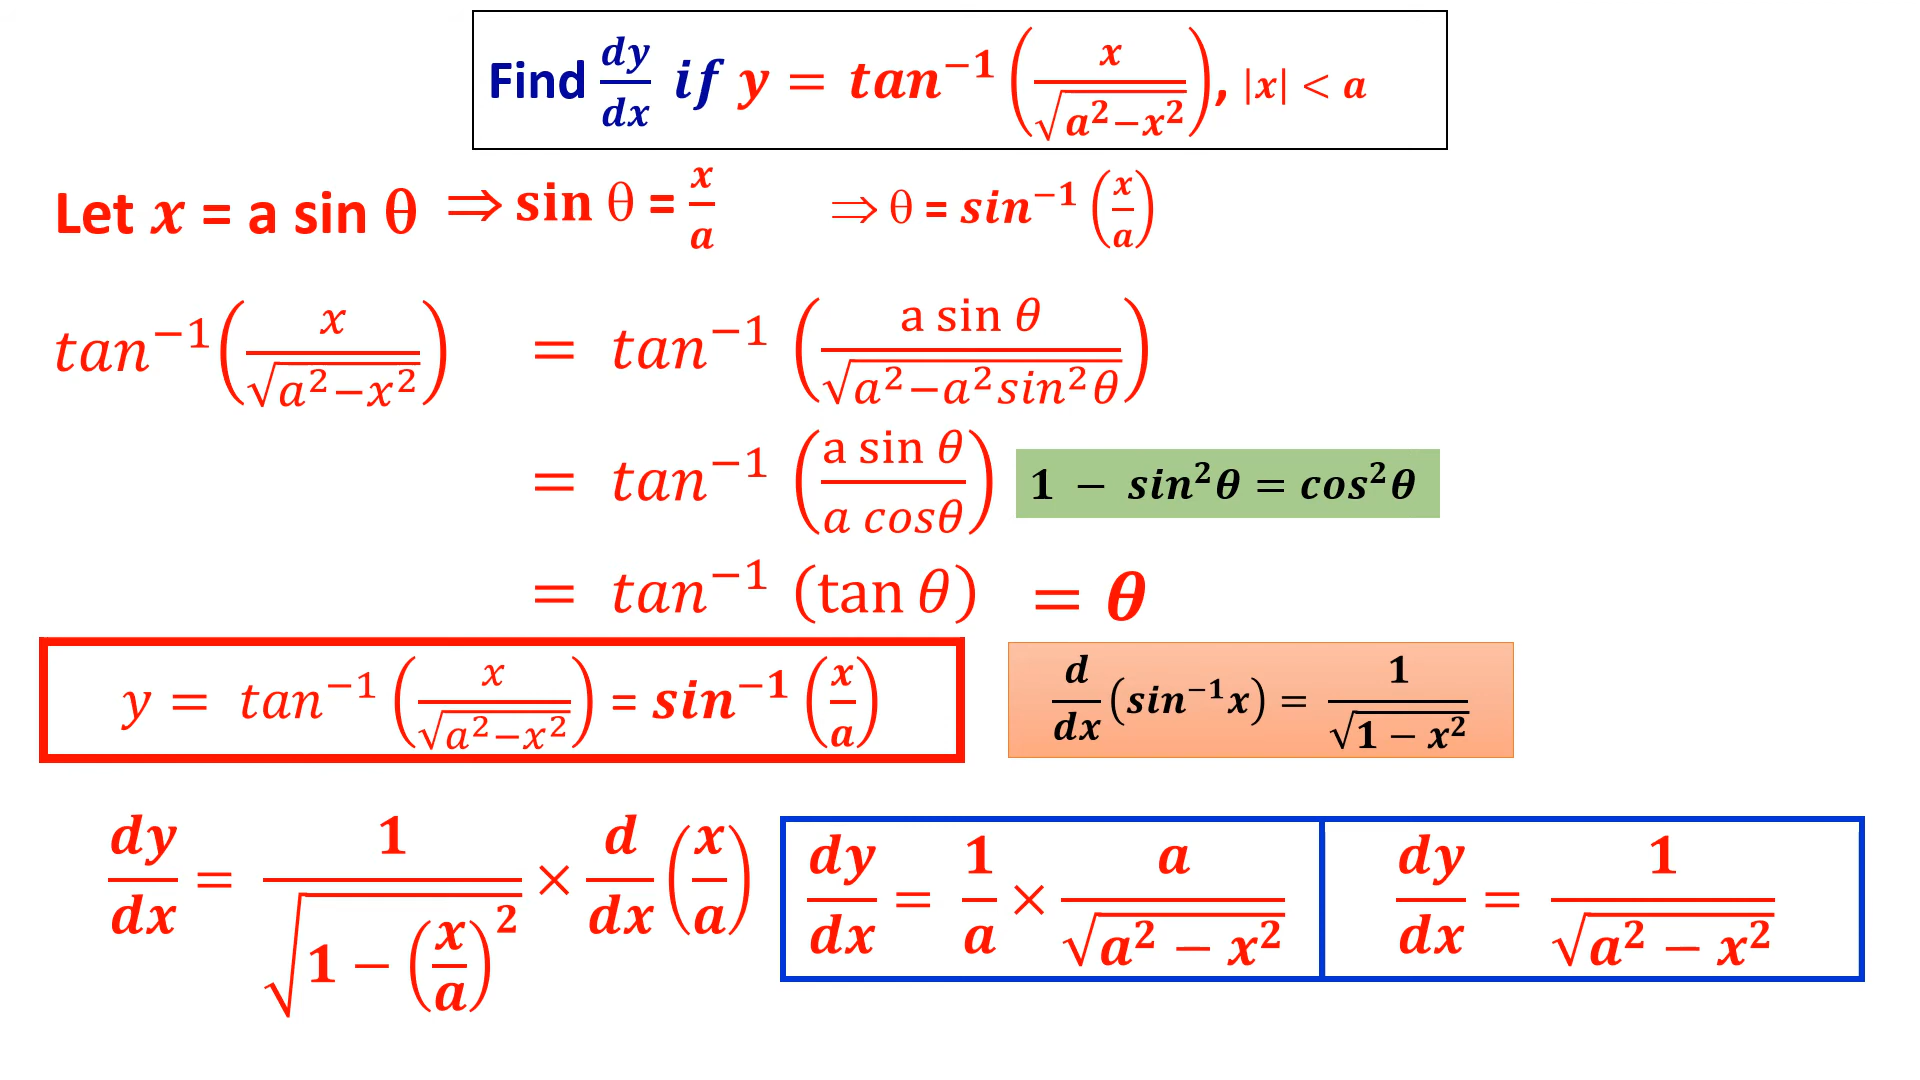 Find dy/dx if y = tan⁻¹ (x/√(a²−x²)), |x| < a
Let x = a sin θ ⇒ sin θ = x/a ⇒ θ = sin⁻¹ (x/a)
tan⁻¹(x/√(a²−x²)) = tan⁻¹ (a sin θ/√(a²−a²sin²θ))
= tan⁻¹ (a sin θ/a cosθ) 1 − sin²θ = cos²θ
= tan⁻¹ (tan θ) = θ
y = tan⁻¹ (x/√(a²−x²)) = sin⁻¹ (x/a)
d/dx (sin⁻¹x) = 1/√(1 − x²)
dy/dx = 1/√(1 − (x/a)²) × d/dx (x/a)
dy/dx = 1/a × a/√(a² − x²)
dy/dx = 1/√(a² − x²)